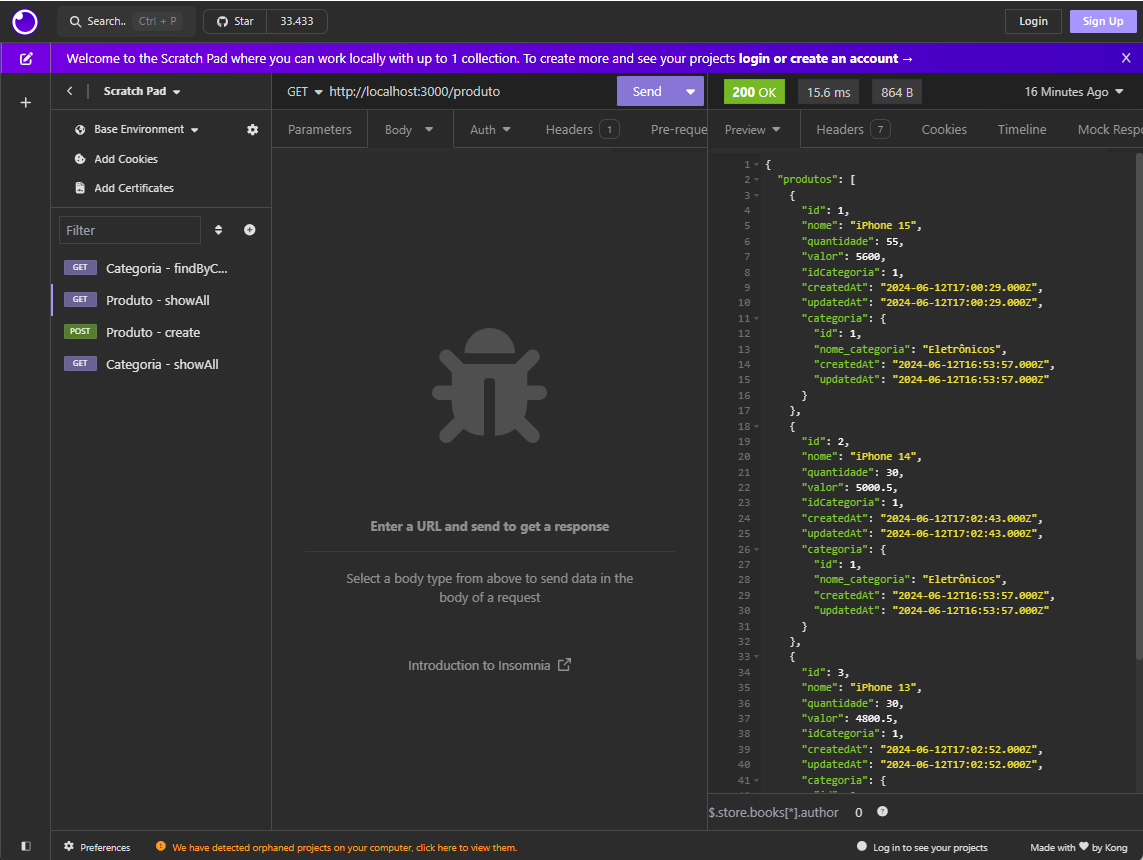 Search.. Ctrl + P Star 33.433 Login Sign Up
Welcome to the Scratch Pad where you can work locally with up to 1 collection. To create more and see your projects login or create an account → X
Scratch Pad
GET http://localhost:3000/produto Send
200 OK 15.6 ms 864 B 16 Minutes Ago
Base Environment
Add Cookies
Add Certificates
Filter
GET Categoria - findByC...
GET Produto - showAll
POST Produto - create
GET Categoria - showAll
Parameters Body Auth Headers 1 Pre-reque
Enter a URL and send to get a response
Select a body type from above to send data in the
body of a request
Introduction to Insomnia
Preview Headers 7 Cookies Timeline Mock Resp
1 {
2 "produtos": [
3 {
4 "id": 1,
5 "nome": "iPhone 15",
6 "quantidade": 55,
7 "valor": 5600,
8 "idCategoria": 1,
9 "createdAt": "2024-06-12T17:00:29.000Z",
10 "updatedAt": "2024-06-12T17:00:29.000Z",
11 "categoria": {
12 "id": 1,
13 "nome_categoria": "Eletrônicos",
14 "createdAt": "2024-06-12T16:53:57.000Z",
15 "updatedAt": "2024-06-12T16:53:57.000Z"
16 }
17 },
18 {
19 "id": 2,
20 "nome": "iPhone 14",
21 "quantidade": 30,
22 "valor": 5000.5,
23 "idCategoria": 1,
24 "createdAt": "2024-06-12T17:02:43.000Z",
25 "updatedAt": "2024-06-12T17:02:43.000Z",
26 "categoria": {
27 "id": 1,
28 "nome_categoria": "Eletrônicos",
29 "createdAt": "2024-06-12T16:53:57.000Z",
30 "updatedAt": "2024-06-12T16:53:57.000Z"
31 }
32 },
33 {
34 "id": 3,
35 "nome": "iPhone 13",
36 "quantidade": 30,
37 "valor": 4800.5,
38 "idCategoria": 1,
39 "createdAt": "2024-06-12T17:02:52.000Z",
40 "updatedAt": "2024-06-12T17:02:52.000Z",
41 "categoria": {
$.store.books[*].author 0 ?
Preferences We have detected orphaned projects on your computer, click here to view them. Log in to see your projects Made with ♥ by Kong